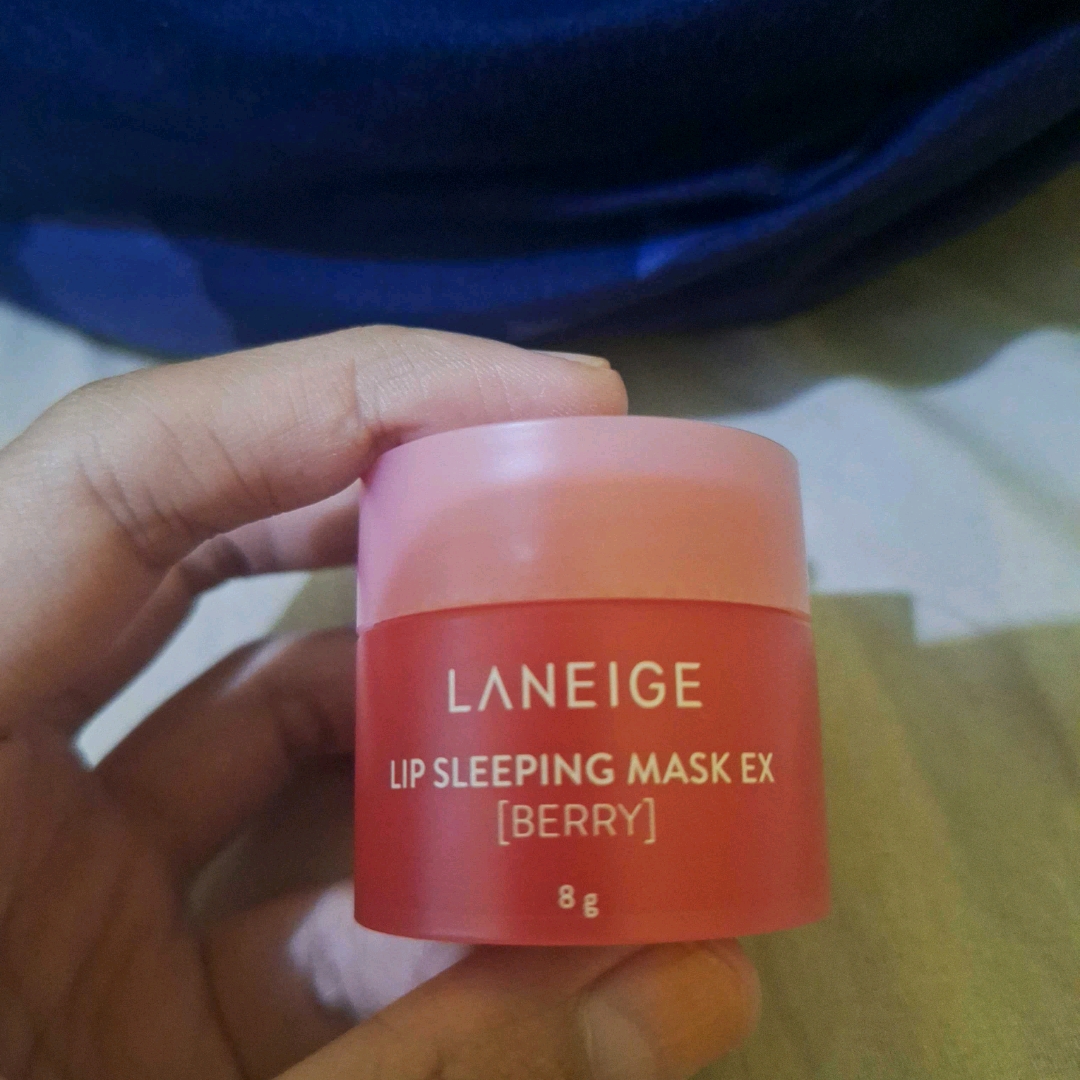 LANEIGE
LIP SLEEPING MASK EX
[BERRY]
8 g